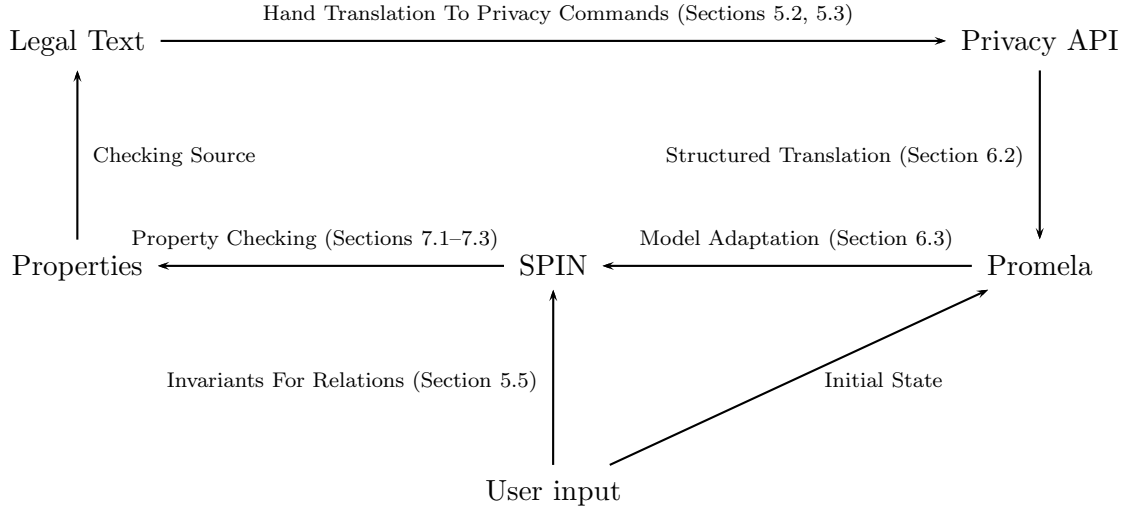 Hand Translation To Privacy Commands (Sections 5.2, 5.3)
Legal Text
Privacy API
Checking Source
Structured Translation (Section 6.2)
Property Checking (Sections 7.1–7.3)
Model Adaptation (Section 6.3)
Properties
SPIN
Promela
Invariants For Relations (Section 5.5)
Initial State
User input